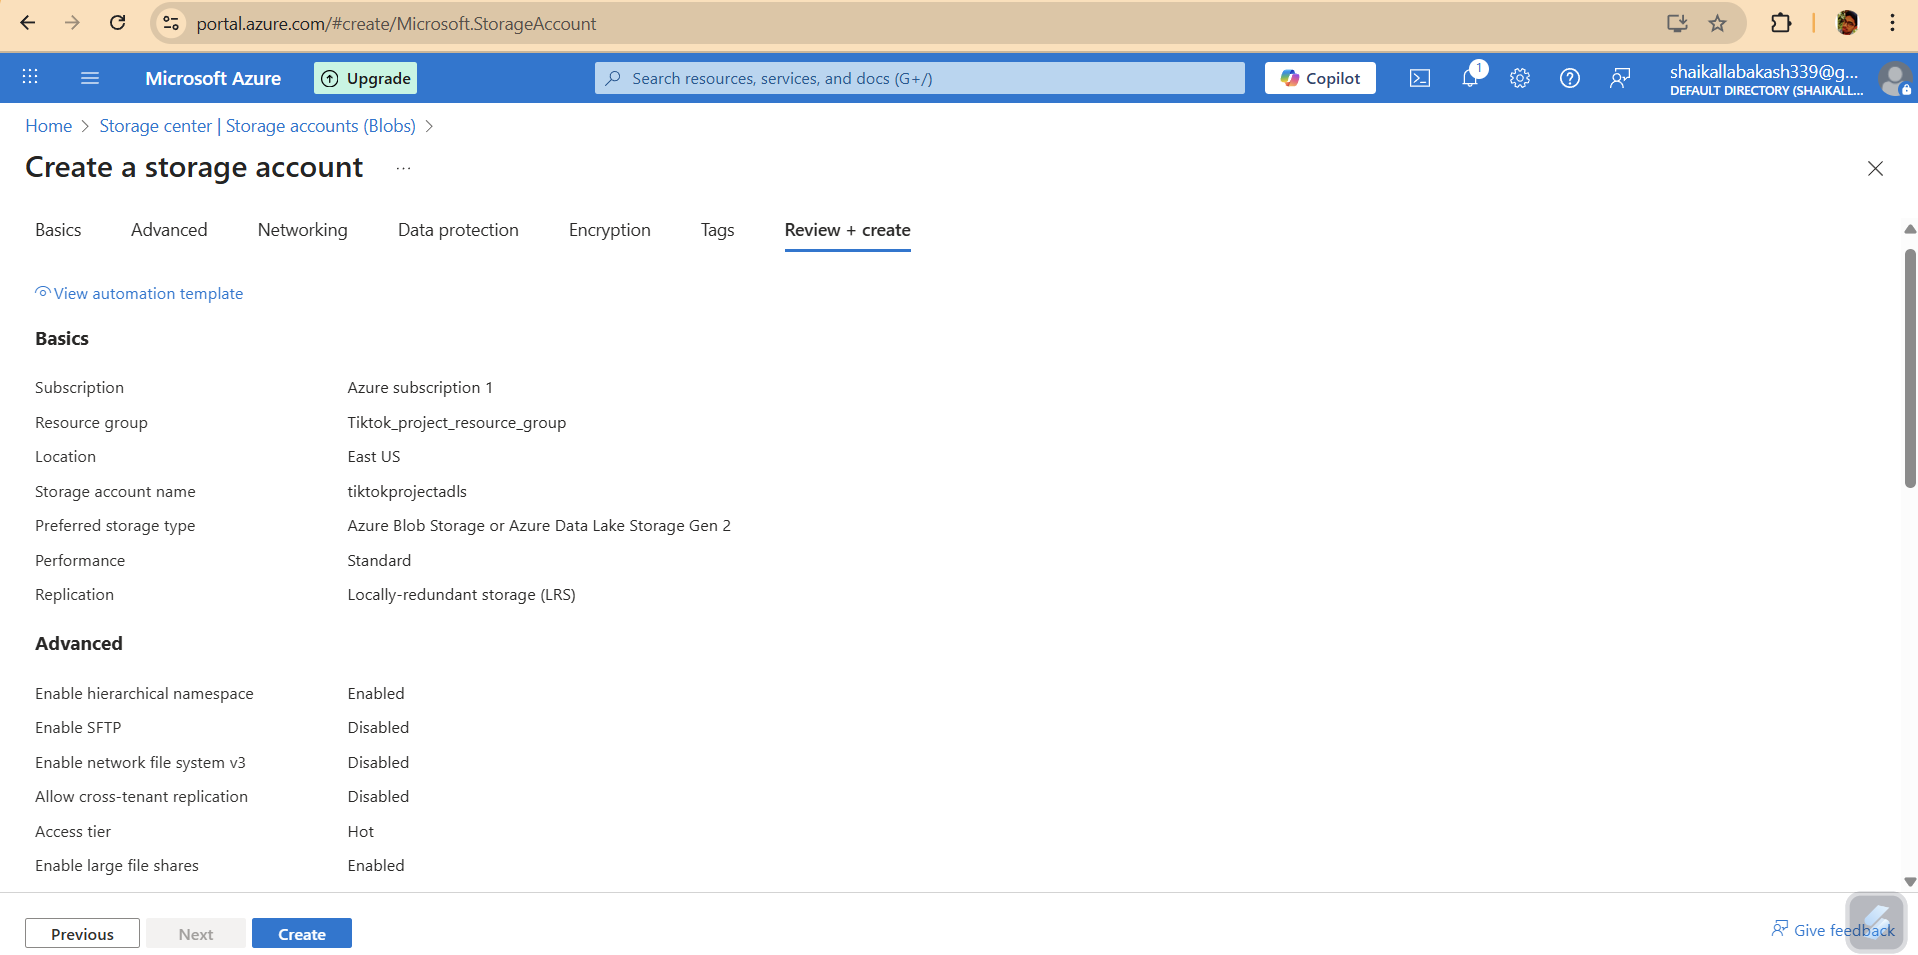 portal.azure.com/#create/Microsoft.StorageAccount
Microsoft Azure
Upgrade
Search resources, services, and docs (G+/)
Copilot
1
shaikallabakash339@g...
DEFAULT DIRECTORY (SHAIKALL...
Home > Storage center | Storage accounts (Blobs) >
Create a storage account ...
Basics Advanced Networking Data protection Encryption Tags Review + create
View automation template
Basics
Subscription Azure subscription 1
Resource group Tiktok_project_resource_group
Location East US
Storage account name tiktokprojectadls
Preferred storage type Azure Blob Storage or Azure Data Lake Storage Gen 2
Performance Standard
Replication Locally-redundant storage (LRS)
Advanced
Enable hierarchical namespace Enabled
Enable SFTP Disabled
Enable network file system v3 Disabled
Allow cross-tenant replication Disabled
Access tier Hot
Enable large file shares Enabled
Previous Next Create
Give feedback